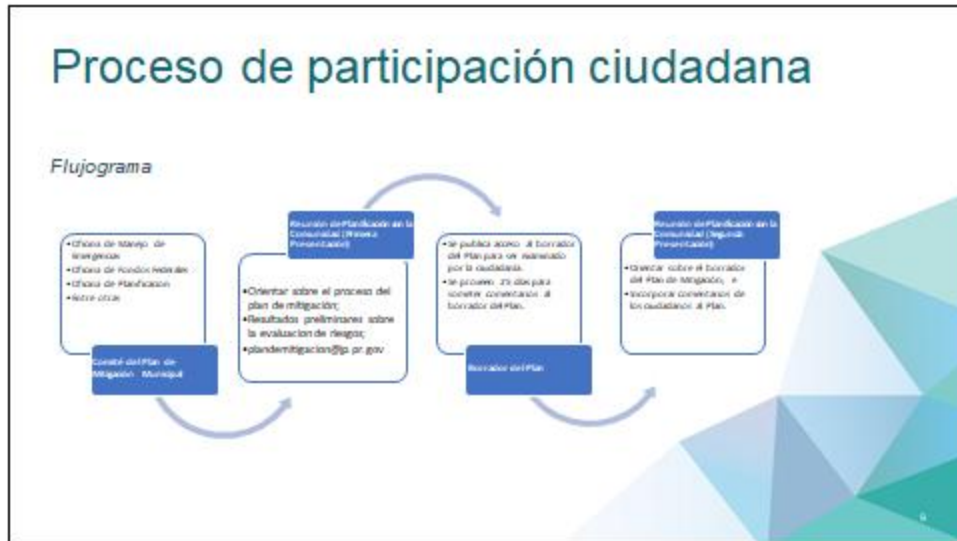 Proceso de participación ciudadana
Flujograma
•Oficina de Manejo de
Emergencias
•Oficina de Fondos Federales
•Oficina de Planificación
•Entre otras
Comité del Plan de
Mitigación Municipal
Reunión de Planificación con la
Comunidad (Primera
Presentación)
•Orientar sobre el proceso del
plan de mitigación;
•Resultados preliminares sobre
la evaluacion de riesgos;
•plandemitigacion@jp.pr.gov
•Se publica acceso al borrador
del Plan para ser examinado
por la ciudadanía.
•Se proveen 25 días para
someter comentarios al
borrador del Plan.
Borrador del Plan
Reunión de Planificación con la
Comunidad (Segunda
Presentación)
•Orientar sobre el borrador
del Plan de Mitigación; e
•Incorporar comentarios de
los ciudadanos al Plan.